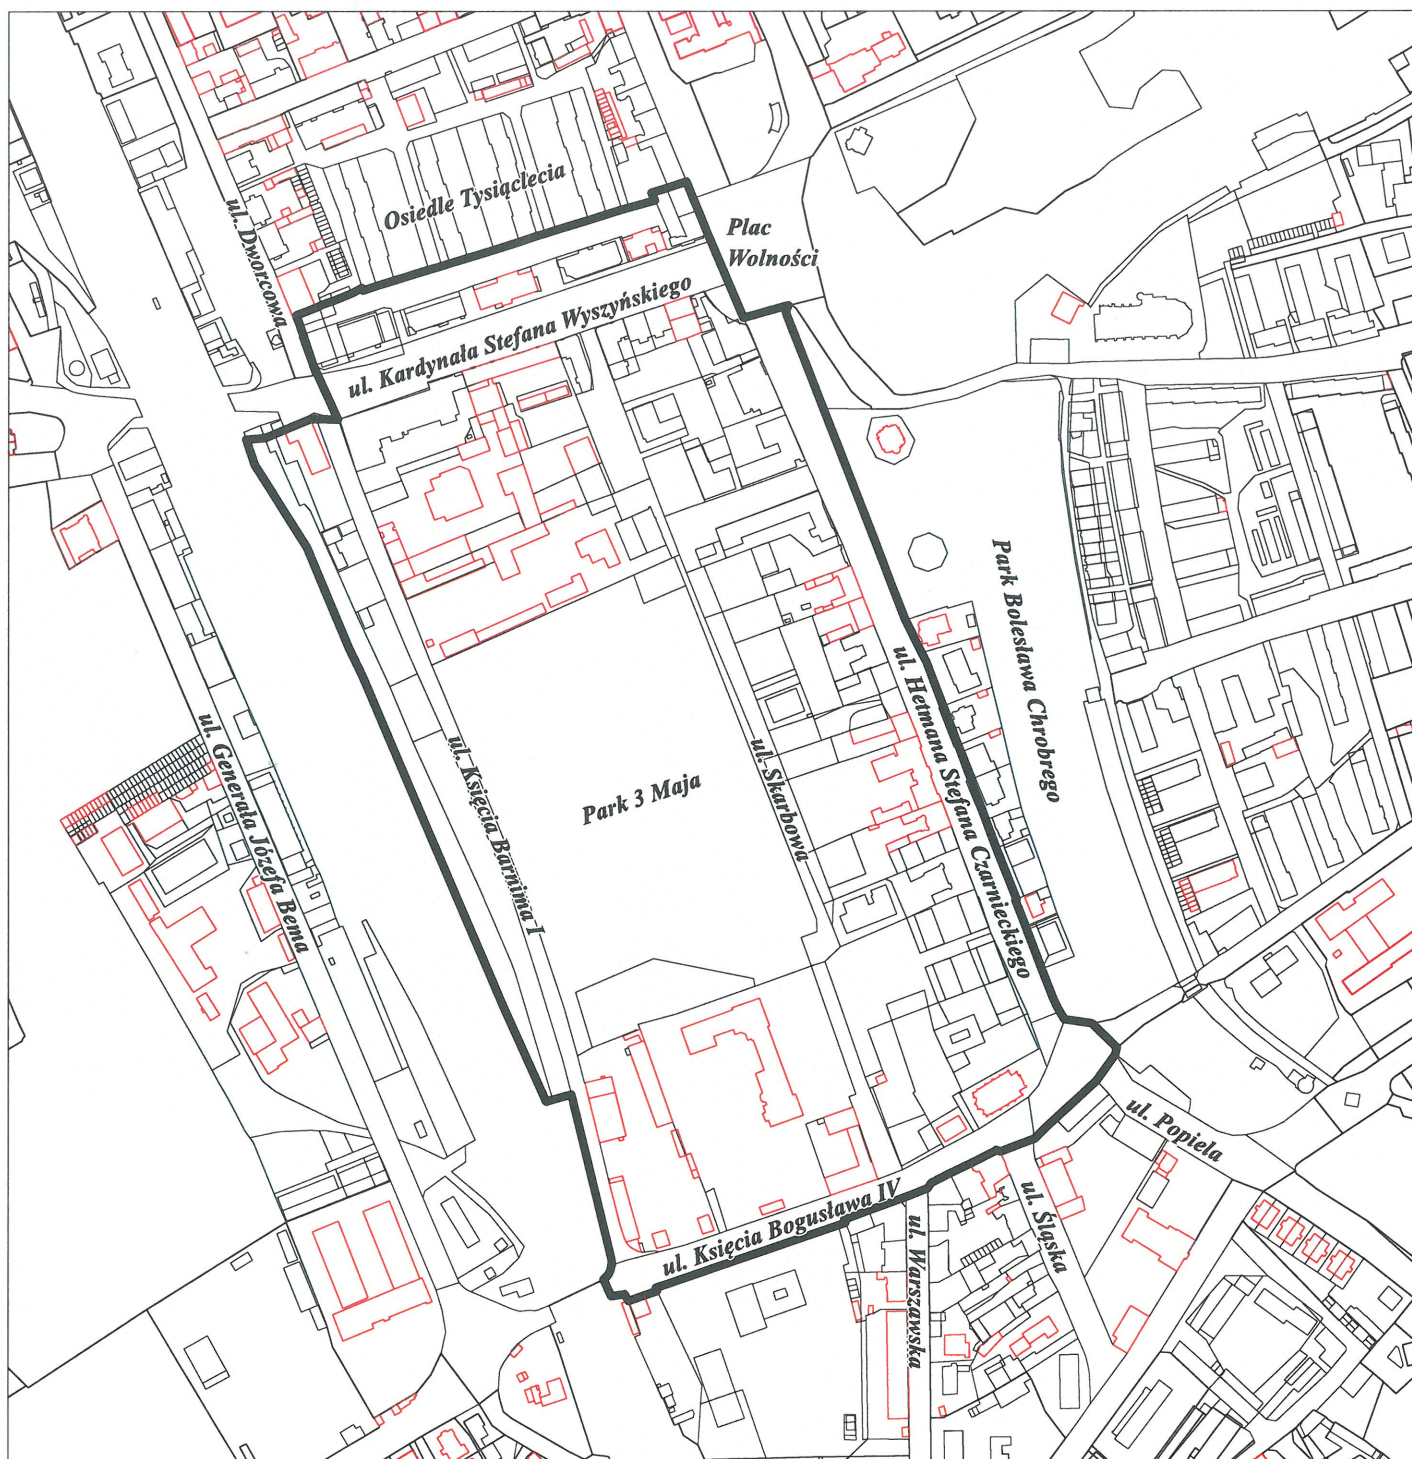 Osiedle Tysiąclecia
ul. Dworcowa
Plac
Wolności
ul. Kardynała Stefana Wyszyńskiego
Park Bolesława Chrobrego
ul. Hetmana Stefana Czarnieckiego
ul. Generała Józefa Bema
ul. Księcia Barnima I
Park 3 Maja
ul. Skarbowa
ul. Popiela
ul. Księcia Bogusława IV
ul. Śląska
ul. Warszawska